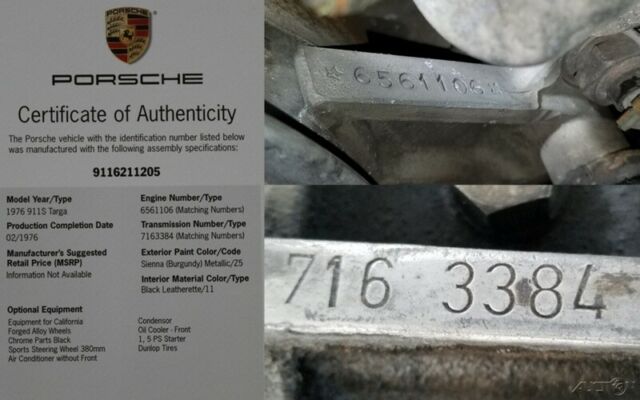 PORSCHE
PORSCHE
Certificate of Authenticity
The Porsche vehicle with the identification number listed below
was manufactured with the following assembly specifications:
9116211205
Model Year/Type
1976 911S Targa
Production Completion Date
02/1976
Manufacturer's Suggested
Retail Price (MSRP)
Information Not Available
Engine Number/Type
6561106 (Matching Numbers)
Transmission Number/Type
7163384 (Matching Numbers)
Exterior Paint Color/Code
Sienna (Burgundy) Metallic/Z5
Interior Material Color/Type
Black Leatherette/11
Optional Equipment
Equipment for California
Forged Alloy Wheels
Chrome Parts Black
Sports Steering Wheel 380mm
Air Conditioner without Front
Condensor
Oil Cooler - Front
1, 5 PS Starter
Dunlop Tires
6561106
716 3384